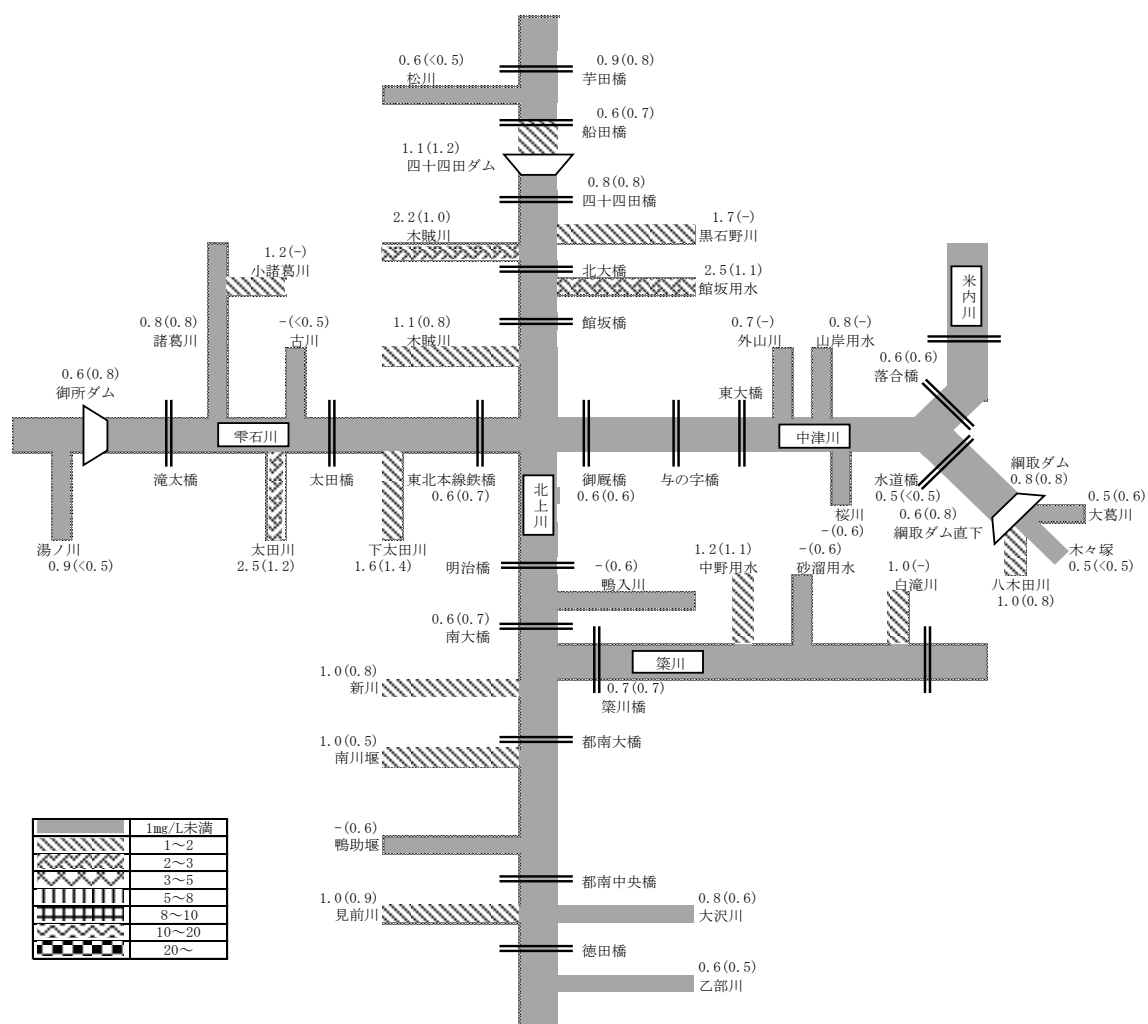 0.6(<0.5)
松川
0.9(0.8)
芋田橋
0.6(0.7)
船田橋
1.1(1.2)
四十四田ダム
0.8(0.8)
四十四田橋
2.2(1.0)
木賊川
1.7(-)
黒石野川
北大橋
2.5(1.1)
館坂用水
館坂橋
1.1(0.8)
木賊川
1.2(-)
小諸葛川
0.8(0.8)
諸葛川
-(<0.5)
古川
0.6(0.8)
御所ダム
雫石川
滝太橋
太田橋
東北本線鉄橋
0.6(0.7)
湯ノ川
0.9(<0.5)
太田川
2.5(1.2)
下太田川
1.6(1.4)
北上川
御厩橋
0.6(0.6)
与の字橋
東大橋
0.7(-)
外山川
0.8(-)
山岸用水
中津川
米内川
0.6(0.6)
落合橋
水道橋
0.5(<0.5)
0.6(0.8)
綱取ダム直下
綱取ダム
0.8(0.8)
0.5(0.6)
大葛川
木々塚
0.5(<0.5)
八木田川
1.0(0.8)
桜川
-(0.6)
明治橋
-(0.6)
鴨入川
1.2(1.1)
中野用水
-(0.6)
砂溜用水
1.0(-)
白滝川
0.6(0.7)
南大橋
簗川
0.7(0.7)
簗川橋
1.0(0.8)
新川
都南大橋
1.0(0.5)
南川堰
-(0.6)
鴨助堰
都南中央橋
1.0(0.9)
見前川
0.8(0.6)
大沢川
徳田橋
0.6(0.5)
乙部川
1mg/L未満
1～2
2～3
3～5
5～8
8～10
10～20
20～